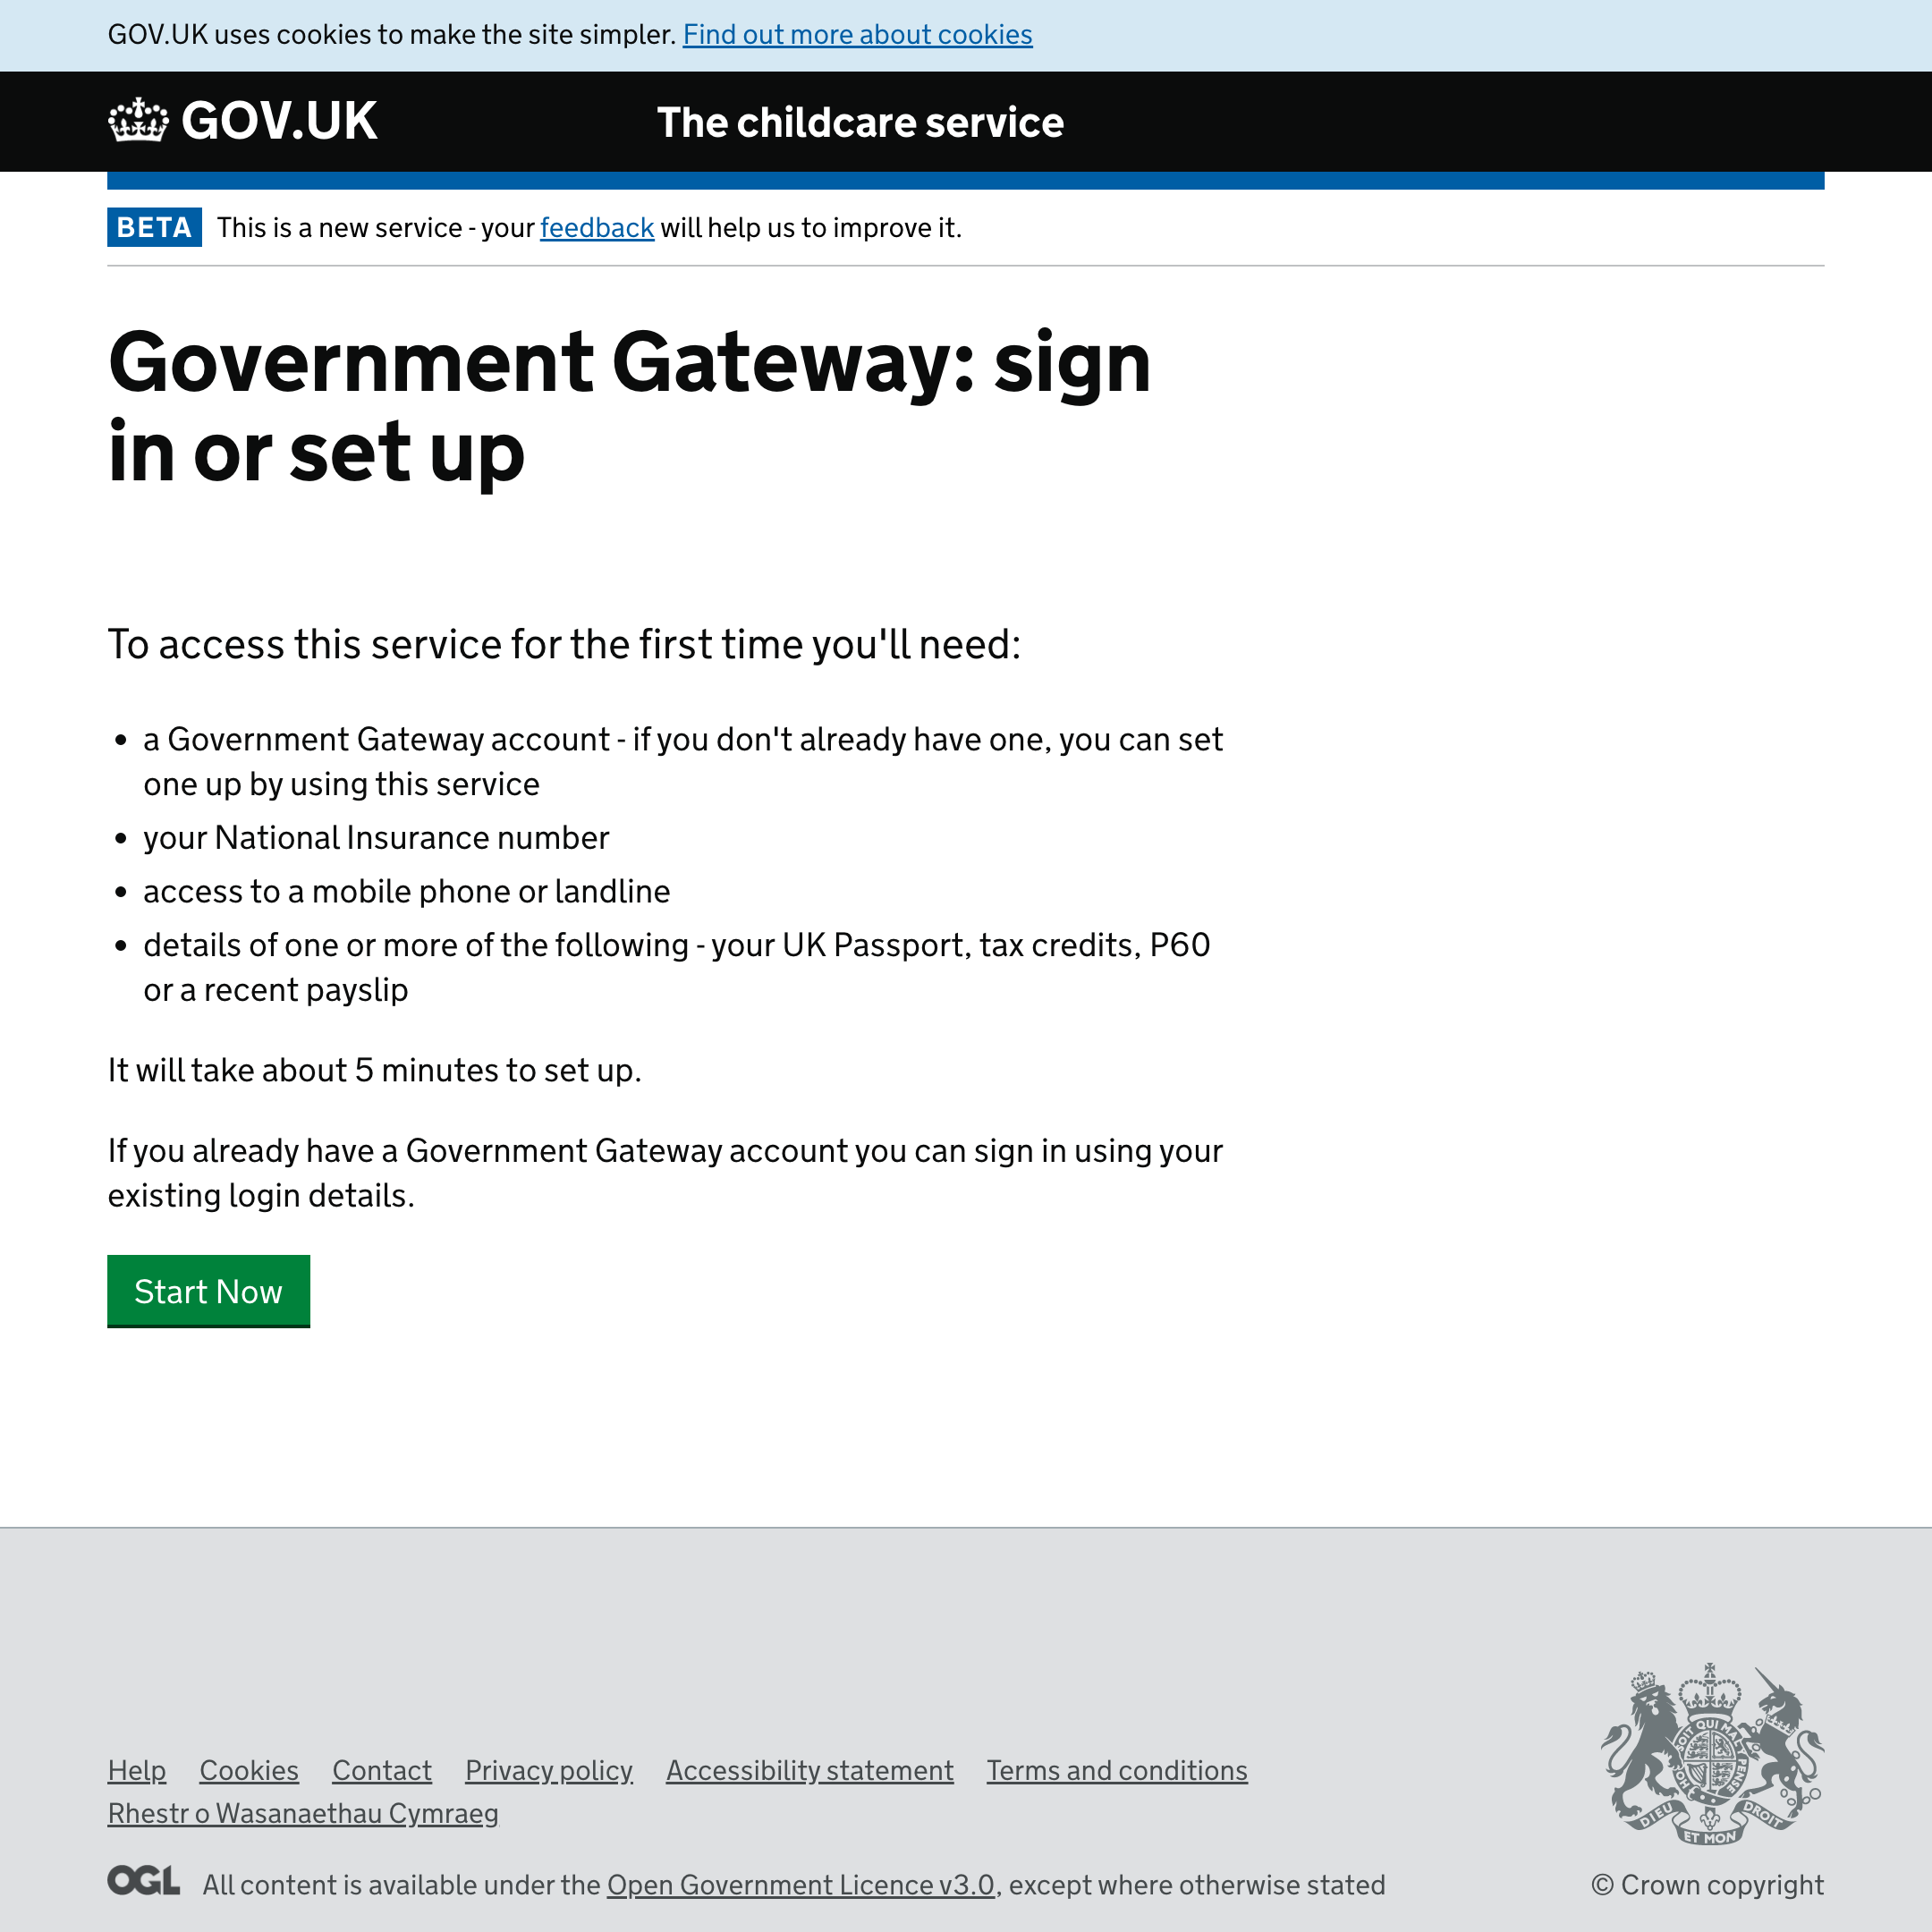 GOV.UK uses cookies to make the site simpler. Find out more about cookies
GOV.UK
The childcare service
BETA This is a new service - your feedback will help us to improve it.
Government Gateway: sign
in or set up
To access this service for the first time you'll need:
• a Government Gateway account - if you don't already have one, you can set
one up by using this service
• your National Insurance number
• access to a mobile phone or landline
• details of one or more of the following - your UK Passport, tax credits, P60
or a recent payslip
It will take about 5 minutes to set up.
If you already have a Government Gateway account you can sign in using your
existing login details.
Start Now
Help Cookies Contact Privacy policy Accessibility statement Terms and conditions
Rhestr o Wasanaethau Cymraeg
OGL All content is available under the Open Government Licence v3.0, except where otherwise stated
SOIT QUI MAL PENSE HON
DIEU ET MON DROIT
© Crown copyright